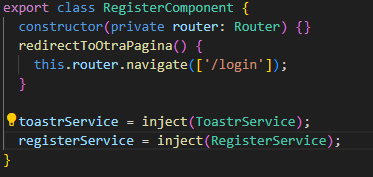 export class RegisterComponent {
  constructor(private router: Router) {}
  redirectToOtraPagina() {
    this.router.navigate(['/login']);
  }
  toastrService = inject(ToastrService);
  registerService = inject(RegisterService);
}